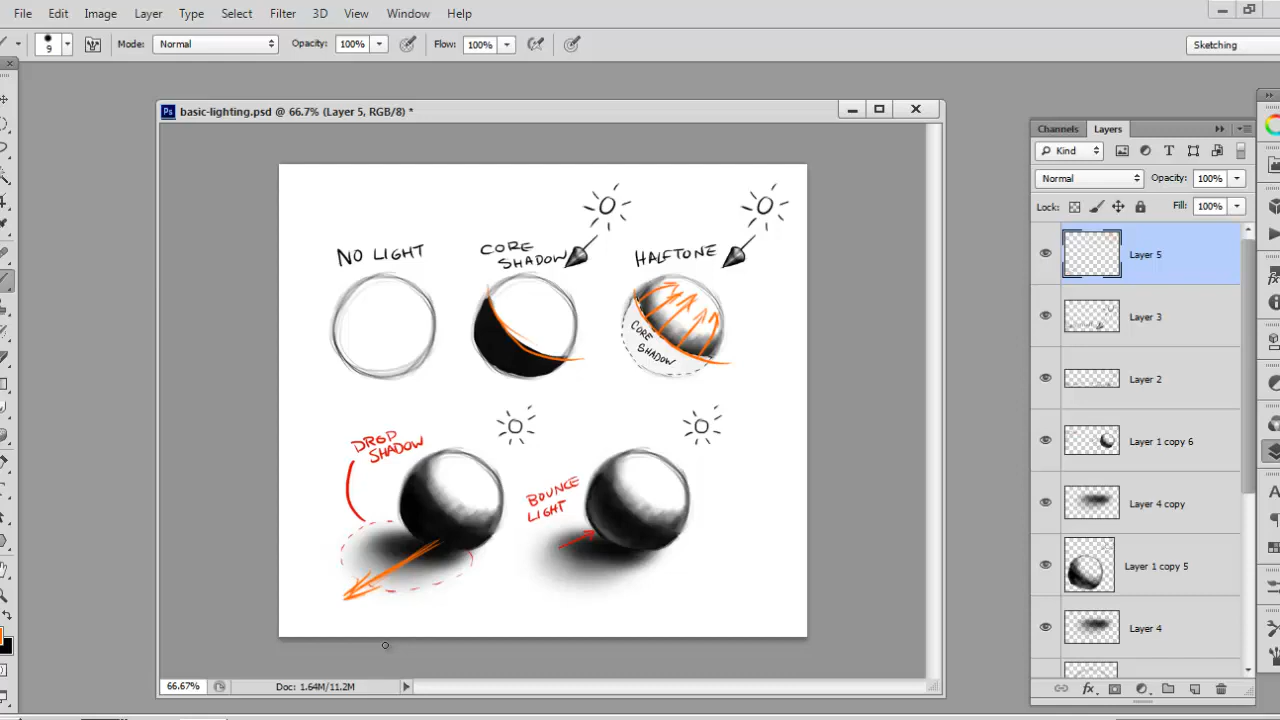 File Edit Image Layer Type Select Filter 3D View Window Help
9 Mode: Normal Opacity: 100% Flow: 100% Sketching
Ps basic-lighting.psd @ 66.7% (Layer 5, RGB/8) *
NO LIGHT
CORE
SHADOW
HALFTONE
CORE
SHADOW
DROP
SHADOW
BOUNCE
LIGHT
66.67% Doc: 1.64M/11.2M
Channels Layers
Kind
Normal Opacity: 100%
Lock: Fill: 100%
Layer 5
Layer 3
Layer 2
Layer 1 copy 6
Layer 4 copy
Layer 1 copy 5
Layer 4